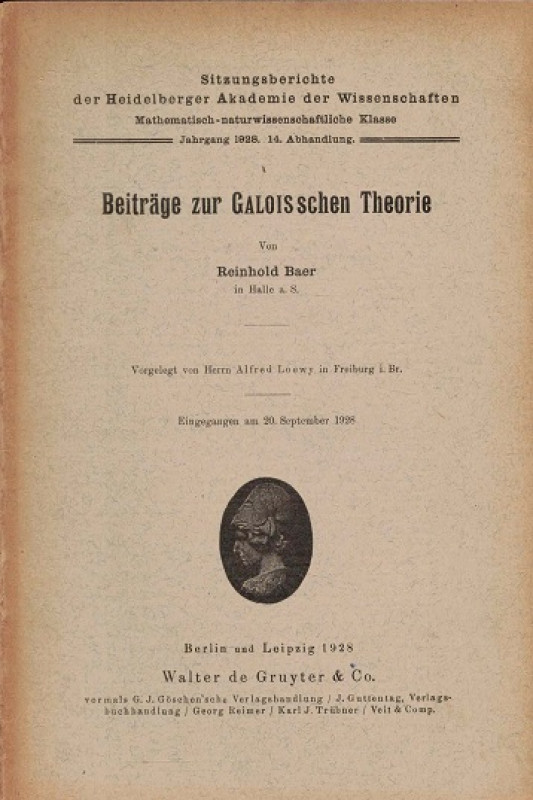 Sitzungsberichte
der Heidelberger Akademie der Wissenschaften
Mathematisch-naturwissenschaftliche Klasse
Jahrgang 1928. 14. Abhandlung.
Beiträge zur GALOISschen Theorie
Von
Reinhold Baer
in Halle a. S.
Vorgelegt von Herrn Alfred Loewy in Freiburg i. Br.
Eingegangen am 20. September 1928
Berlin und Leipzig 1928
Walter de Gruyter & Co.
vormals G. J. Göschen'sche Verlagshandlung / J. Guttentag, Verlags-
buchhandlung / Georg Reimer / Karl J. Trübner / Veit & Comp.